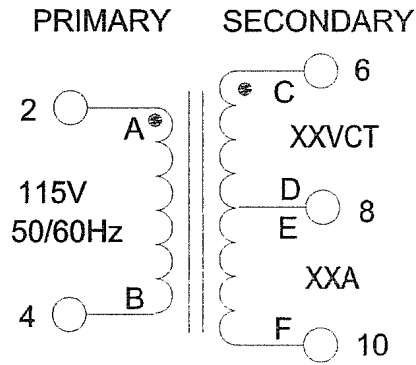 PRIMARY SECONDARY
6
C
2
A
XXVCT
115V
D
8
50/60Hz
E
XXA
B
4
F
10